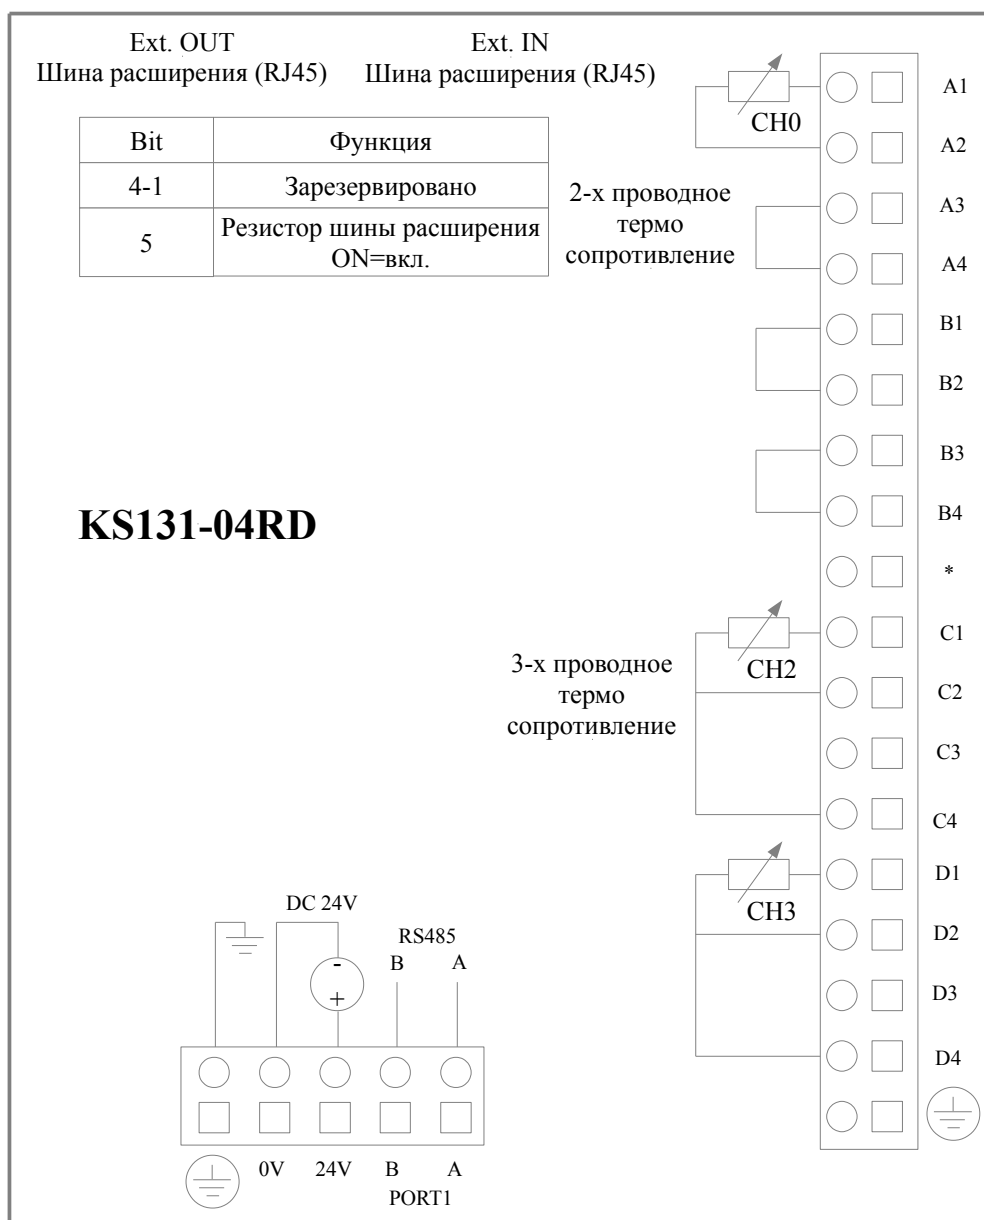 Ext. OUT
Шина расширения (RJ45)
Ext. IN
Шина расширения (RJ45)
Bit Функция
4-1 Зарезервировано
5 Резистор шины расширения
ON=вкл.
CH0
2-х проводное
термо
сопротивление
A1
A2
A3
A4
B1
B2
B3
B4
*
KS131-04RD
CH2
3-х проводное
термо
сопротивление
C1
C2
C3
C4
CH3
D1
D2
D3
D4
DC 24V
RS485
B A
-
+
0V 24V B A
PORT1